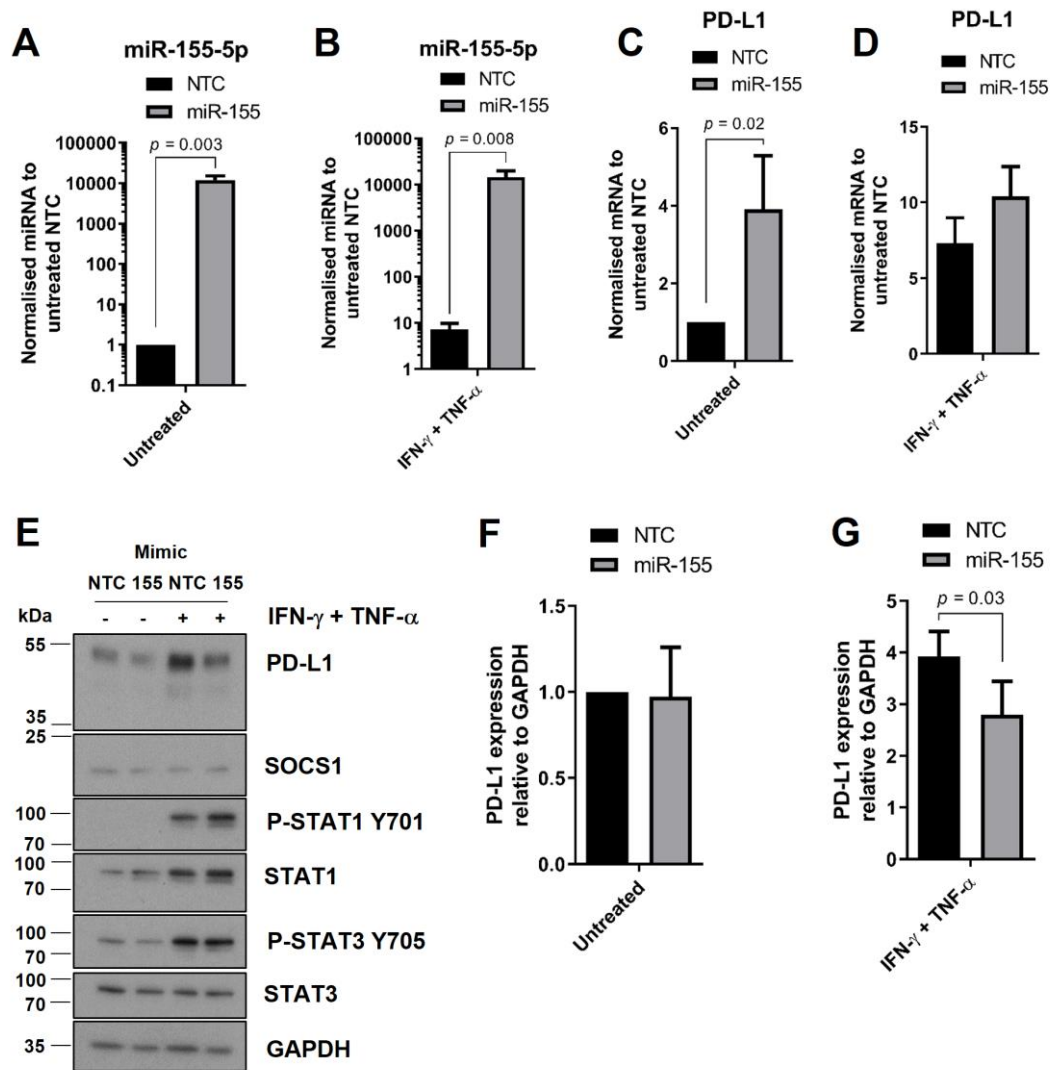 A
miR-155-5p
NTC
miR-155
p = 0.003
Normalised miRNA to
untreated NTC
100000
10000
1000
100
10
1
0.1
Untreated
B
miR-155-5p
NTC
miR-155
p = 0.008
Normalised miRNA to
untreated NTC
100000
10000
1000
100
10
1
IFN-γ + TNF-α
C
PD-L1
NTC
miR-155
p = 0.02
Normalised mRNA to
untreated NTC
6
4
2
0
Untreated
D
PD-L1
NTC
miR-155
Normalised mRNA to
untreated NTC
15
10
5
0
IFN-γ + TNF-α
E
Mimic
NTC 155 NTC 155
kDa - - + + IFN-γ + TNF-α
55
PD-L1
35
25
SOCS1
100
P-STAT1 Y701
70
100
STAT1
70
100
P-STAT3 Y705
70
100
STAT3
70
35
GAPDH
F
NTC
miR-155
PD-L1 expression
relative to GAPDH
1.5
1.0
0.5
0.0
Untreated
G
NTC
miR-155
p = 0.03
PD-L1 expression
relative to GAPDH
5
4
3
2
1
0
IFN-γ + TNF-α